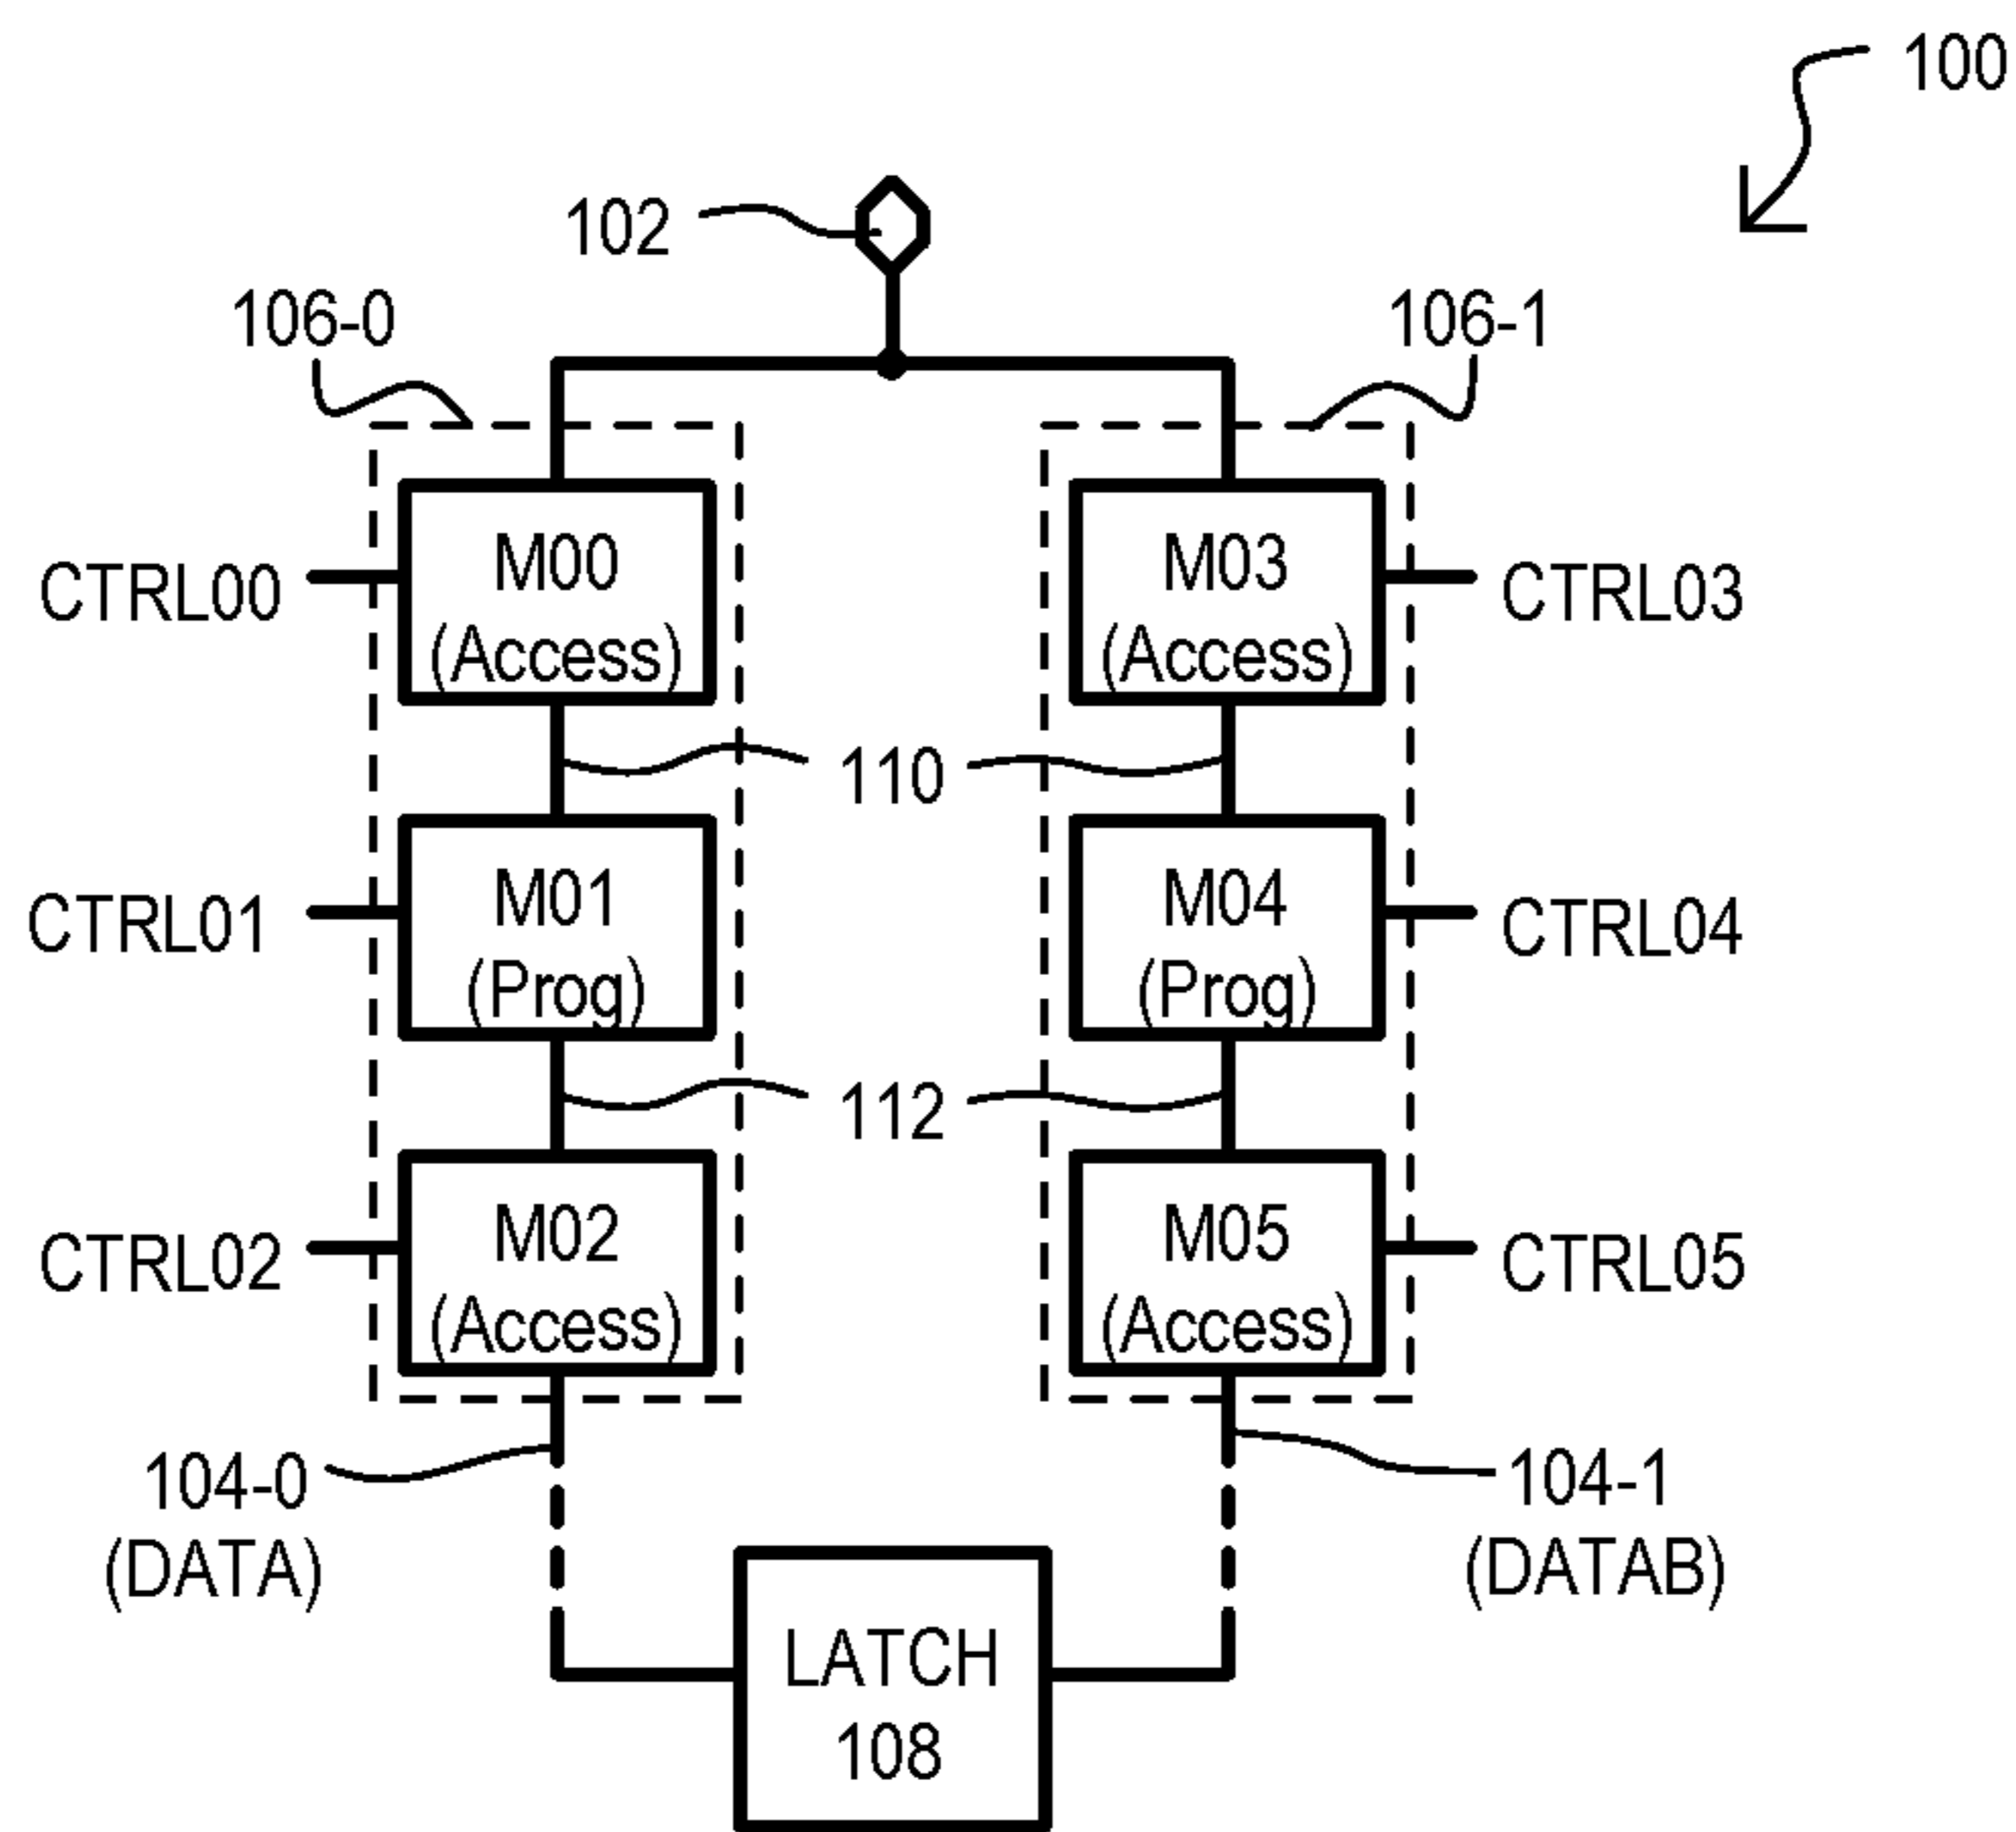 100
102
106-0
106-1
M00
(Access)
M03
(Access)
CTRL00
CTRL03
110
M01
(Prog)
M04
(Prog)
CTRL01
CTRL04
112
M02
(Access)
M05
(Access)
CTRL02
CTRL05
104-0
(DATA)
104-1
(DATAB)
LATCH
108